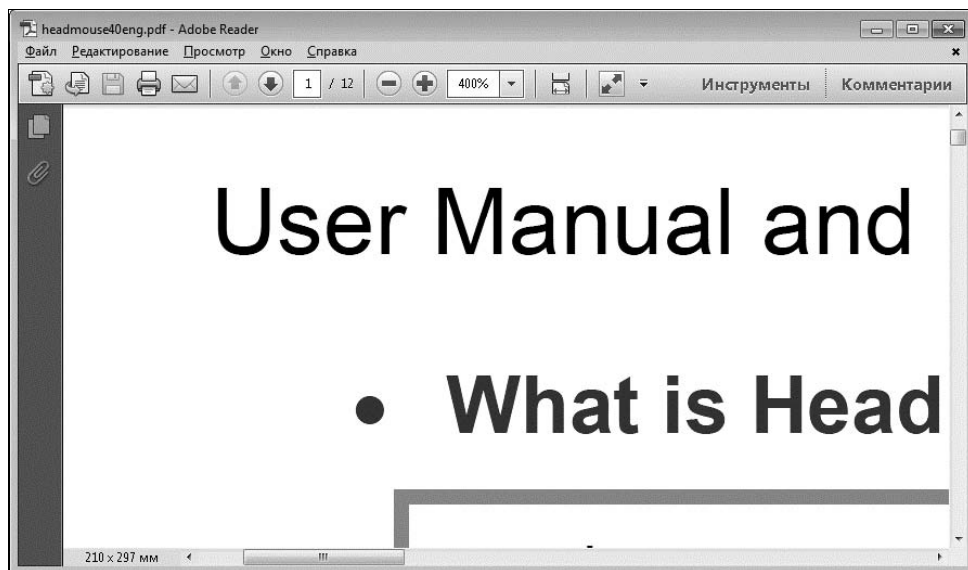 headmouse40eng.pdf - Adobe Reader
Файл Редактирование Просмотр Окно Справка
1 / 12 400% Инструменты Комментарии
User Manual and
• What is Head
210 x 297 мм